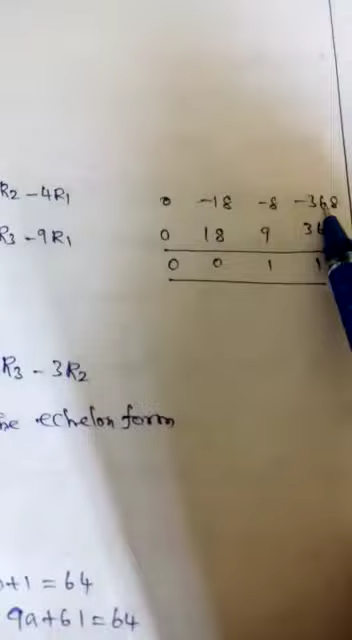 R2 - 4R1 0 -18 -8 -368
R3 - 9R1 0 18 9
0 0 1
R3 - 3R2
echelon form
+1 = 64
9a+61=64